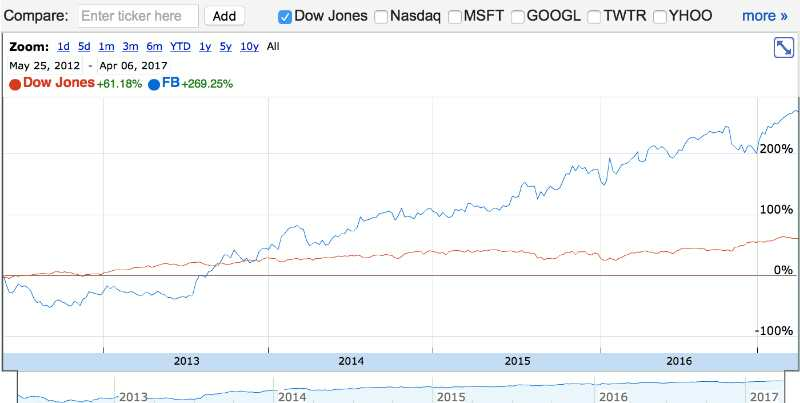 Compare: Enter ticker here Add Dow Jones Nasdaq MSFT GOOGL TWTR YHOO more »
Zoom: 1d 5d 1m 3m 6m YTD 1y 5y 10y All
May 25, 2012 - Apr 06, 2017
Dow Jones +61.18% FB +269.25%
200%
100%
0%
-100%
2013 2014 2015 2016
2013 2014 2015 2016 2017